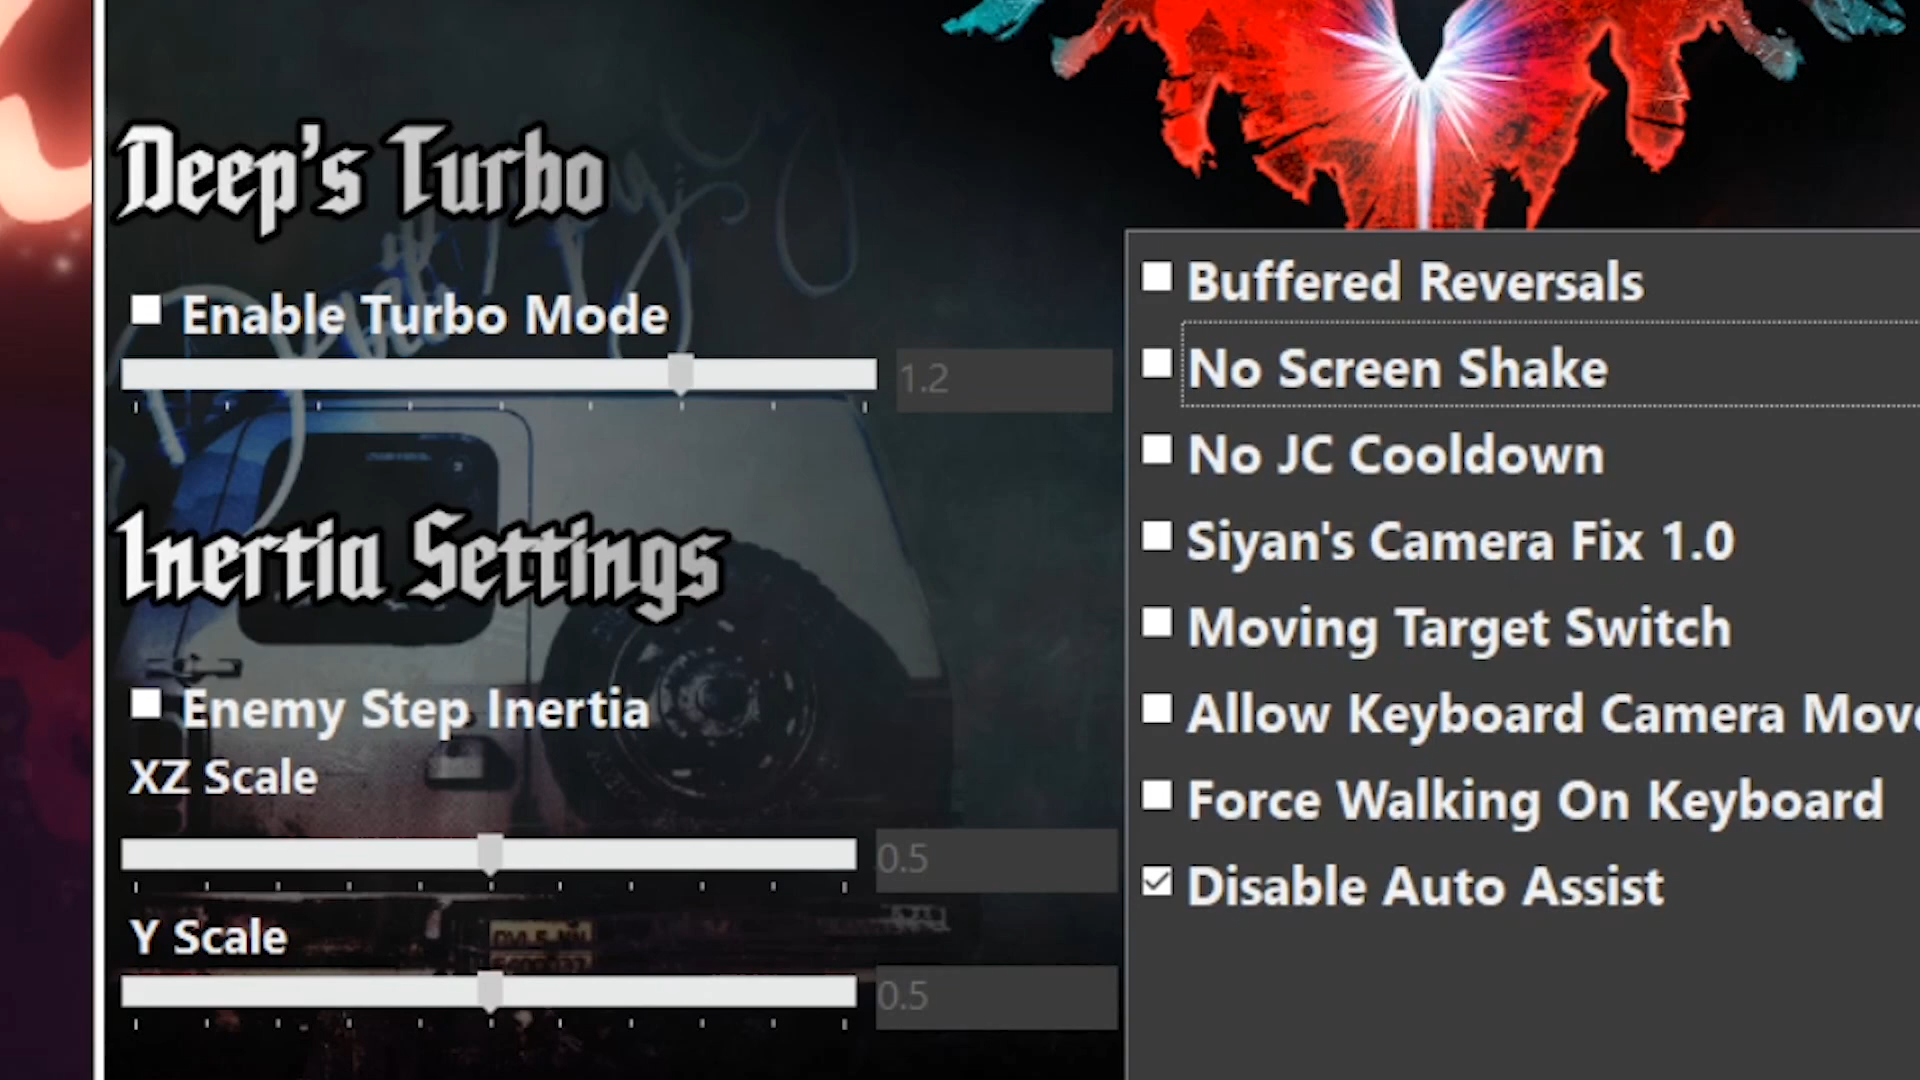 Deep's Turbo
Enable Turbo Mode
1.2
Inertia Settings
Enemy Step Inertia
XZ Scale
0.5
Y Scale
0.5
Buffered Reversals
No Screen Shake
No JC Cooldown
Siyan's Camera Fix 1.0
Moving Target Switch
Allow Keyboard Camera
Force Walking On Keyboard
Disable Auto Assist